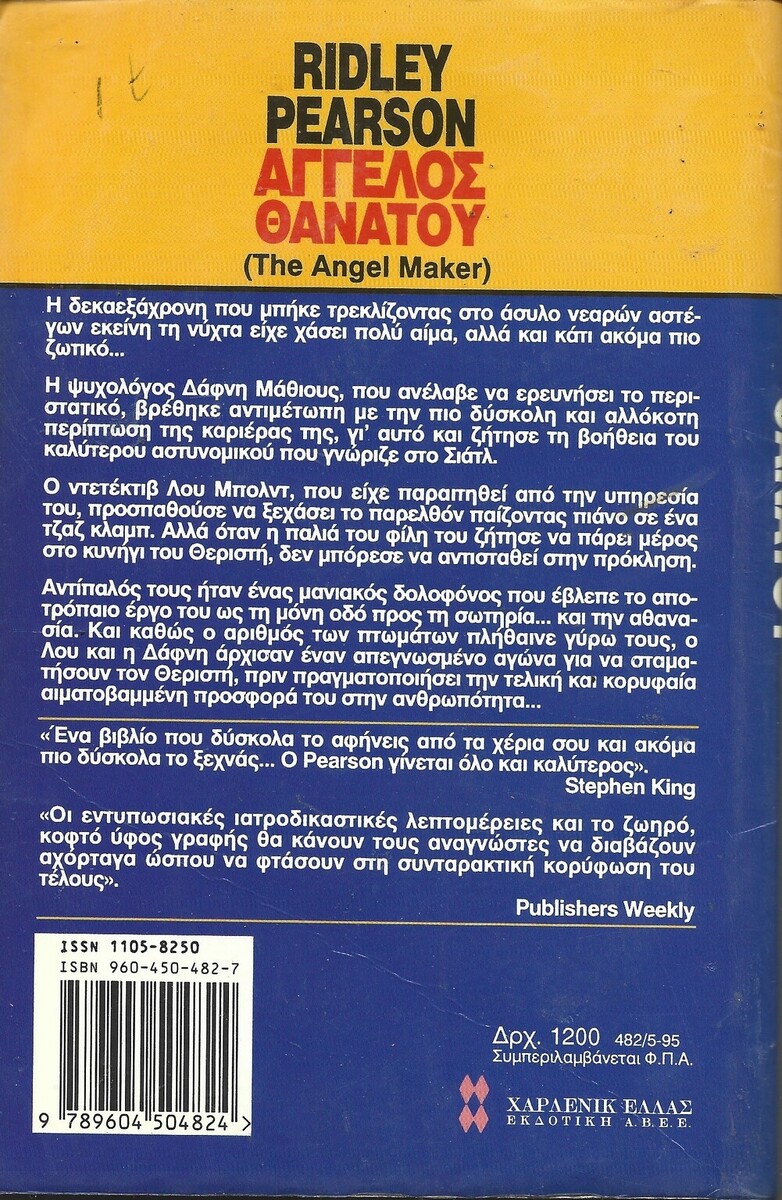 RIDLEY
PEARSON
ΑΓΓΕΛΟΣ
ΘΑΝΑΤΟΥ
(The Angel Maker)
Η δεκαεξάχρονη που μπήκε τρεκλίζοντας στο άσυλο νεαρών αστέ-
γων εκείνη τη νύχτα είχε χάσει πολύ αίμα, αλλά και κάτι ακόμα πιο
ζωτικό...
Η ψυχολόγος Δάφνη Μάθιους, που ανέλαβε να ερευνήσει το περι-
στατικό, βρέθηκε αντιμέτωπη με την πιο δύσκολη και αλλόκοτη
περίπτωση της καριέρας της, γι' αυτό και ζήτησε τη βοήθεια του
καλύτερου αστυνομικού που γνώριζε στο Σιάτλ.
Ο ντετέκτιβ Λου Μπολντ, που είχε παραιτηθεί από την υπηρεσία
του, προσπαθούσε να ξεχάσει το παρελθόν παίζοντας πιάνο σε ένα
τζαζ κλαμπ. Αλλά όταν η παλιά του φίλη του ζήτησε να πάρει μέρος
στο κυνήγι του Θεριστή, δεν μπόρεσε να αντισταθεί στην πρόκληση.
Αντίπαλός τους ήταν ένας μανιακός δολοφόνος που έβλεπε το απο-
τρόπαιο έργο του ως τη μόνη οδό προς τη σωτηρία... και την αθανα-
σία. Και καθώς ο αριθμός των πτωμάτων πλήθαινε γύρω τους, ο
Λου και η Δάφνη άρχισαν έναν απεγνωσμένο αγώνα για να σταμα-
τήσουν τον Θεριστή, πριν πραγματοποιήσει την τελική και κορυφαία
αιματοβαμμένη προσφορά του στην ανθρωπότητα...
«Ένα βιβλίο που δύσκολα το αφήνεις από τα χέρια σου και ακόμα
πιο δύσκολα το ξεχνάς... Ο Pearson γίνεται όλο και καλύτερος».
Stephen King
«Οι εντυπωσιακές ιατροδικαστικές λεπτομέρειες και το ζωηρό,
κοφτό ύφος γραφής θα κάνουν τους αναγνώστες να διαβάζουν
αχόρταγα ώσπου να φτάσουν στη συνταρακτική κορύφωση του
τέλους».
Publishers Weekly
ISSN 1105-8250
ISBN 960-450-482-7
9 789604 504824 >
Δρχ. 1200 482/5-95
Συμπεριλαμβάνεται Φ.Π.Α.
ΧΑΡΛΕΝΙΚ ΕΛΛΑΣ
ΕΚΔΟΤΙΚΗ Α.Β.Ε.Ε.